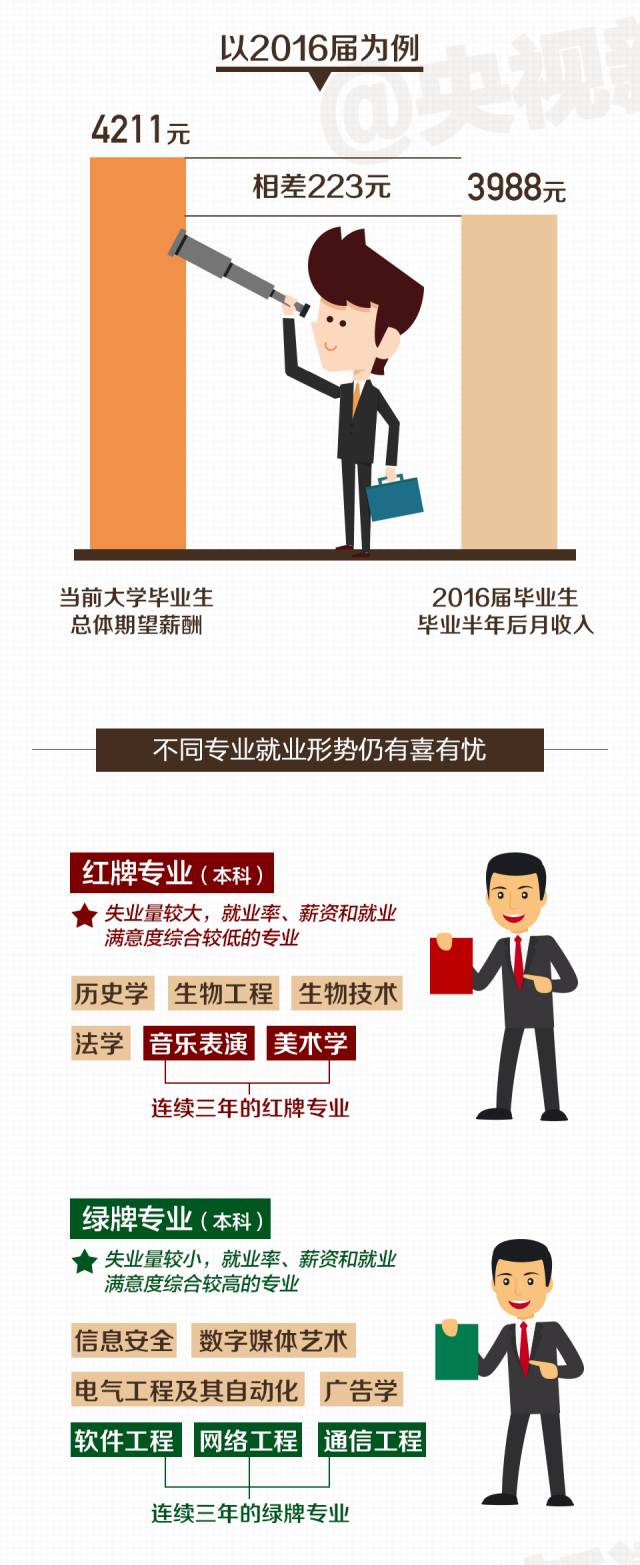 以2016届为例
@央视新
4211元
相差223元
3988元
当前大学毕业生
总体期望薪酬
2016届毕业生
毕业半年后月收入
不同专业就业形势仍有喜有忧
红牌专业（本科）
失业量较大，就业率、薪资和就业
满意度综合较低的专业
历史学 生物工程 生物技术
法学 音乐表演 美术学
连续三年的红牌专业
绿牌专业（本科）
失业量较小，就业率、薪资和就业
满意度综合较高的专业
信息安全 数字媒体艺术
电气工程及其自动化 广告学
软件工程 网络工程 通信工程
连续三年的绿牌专业